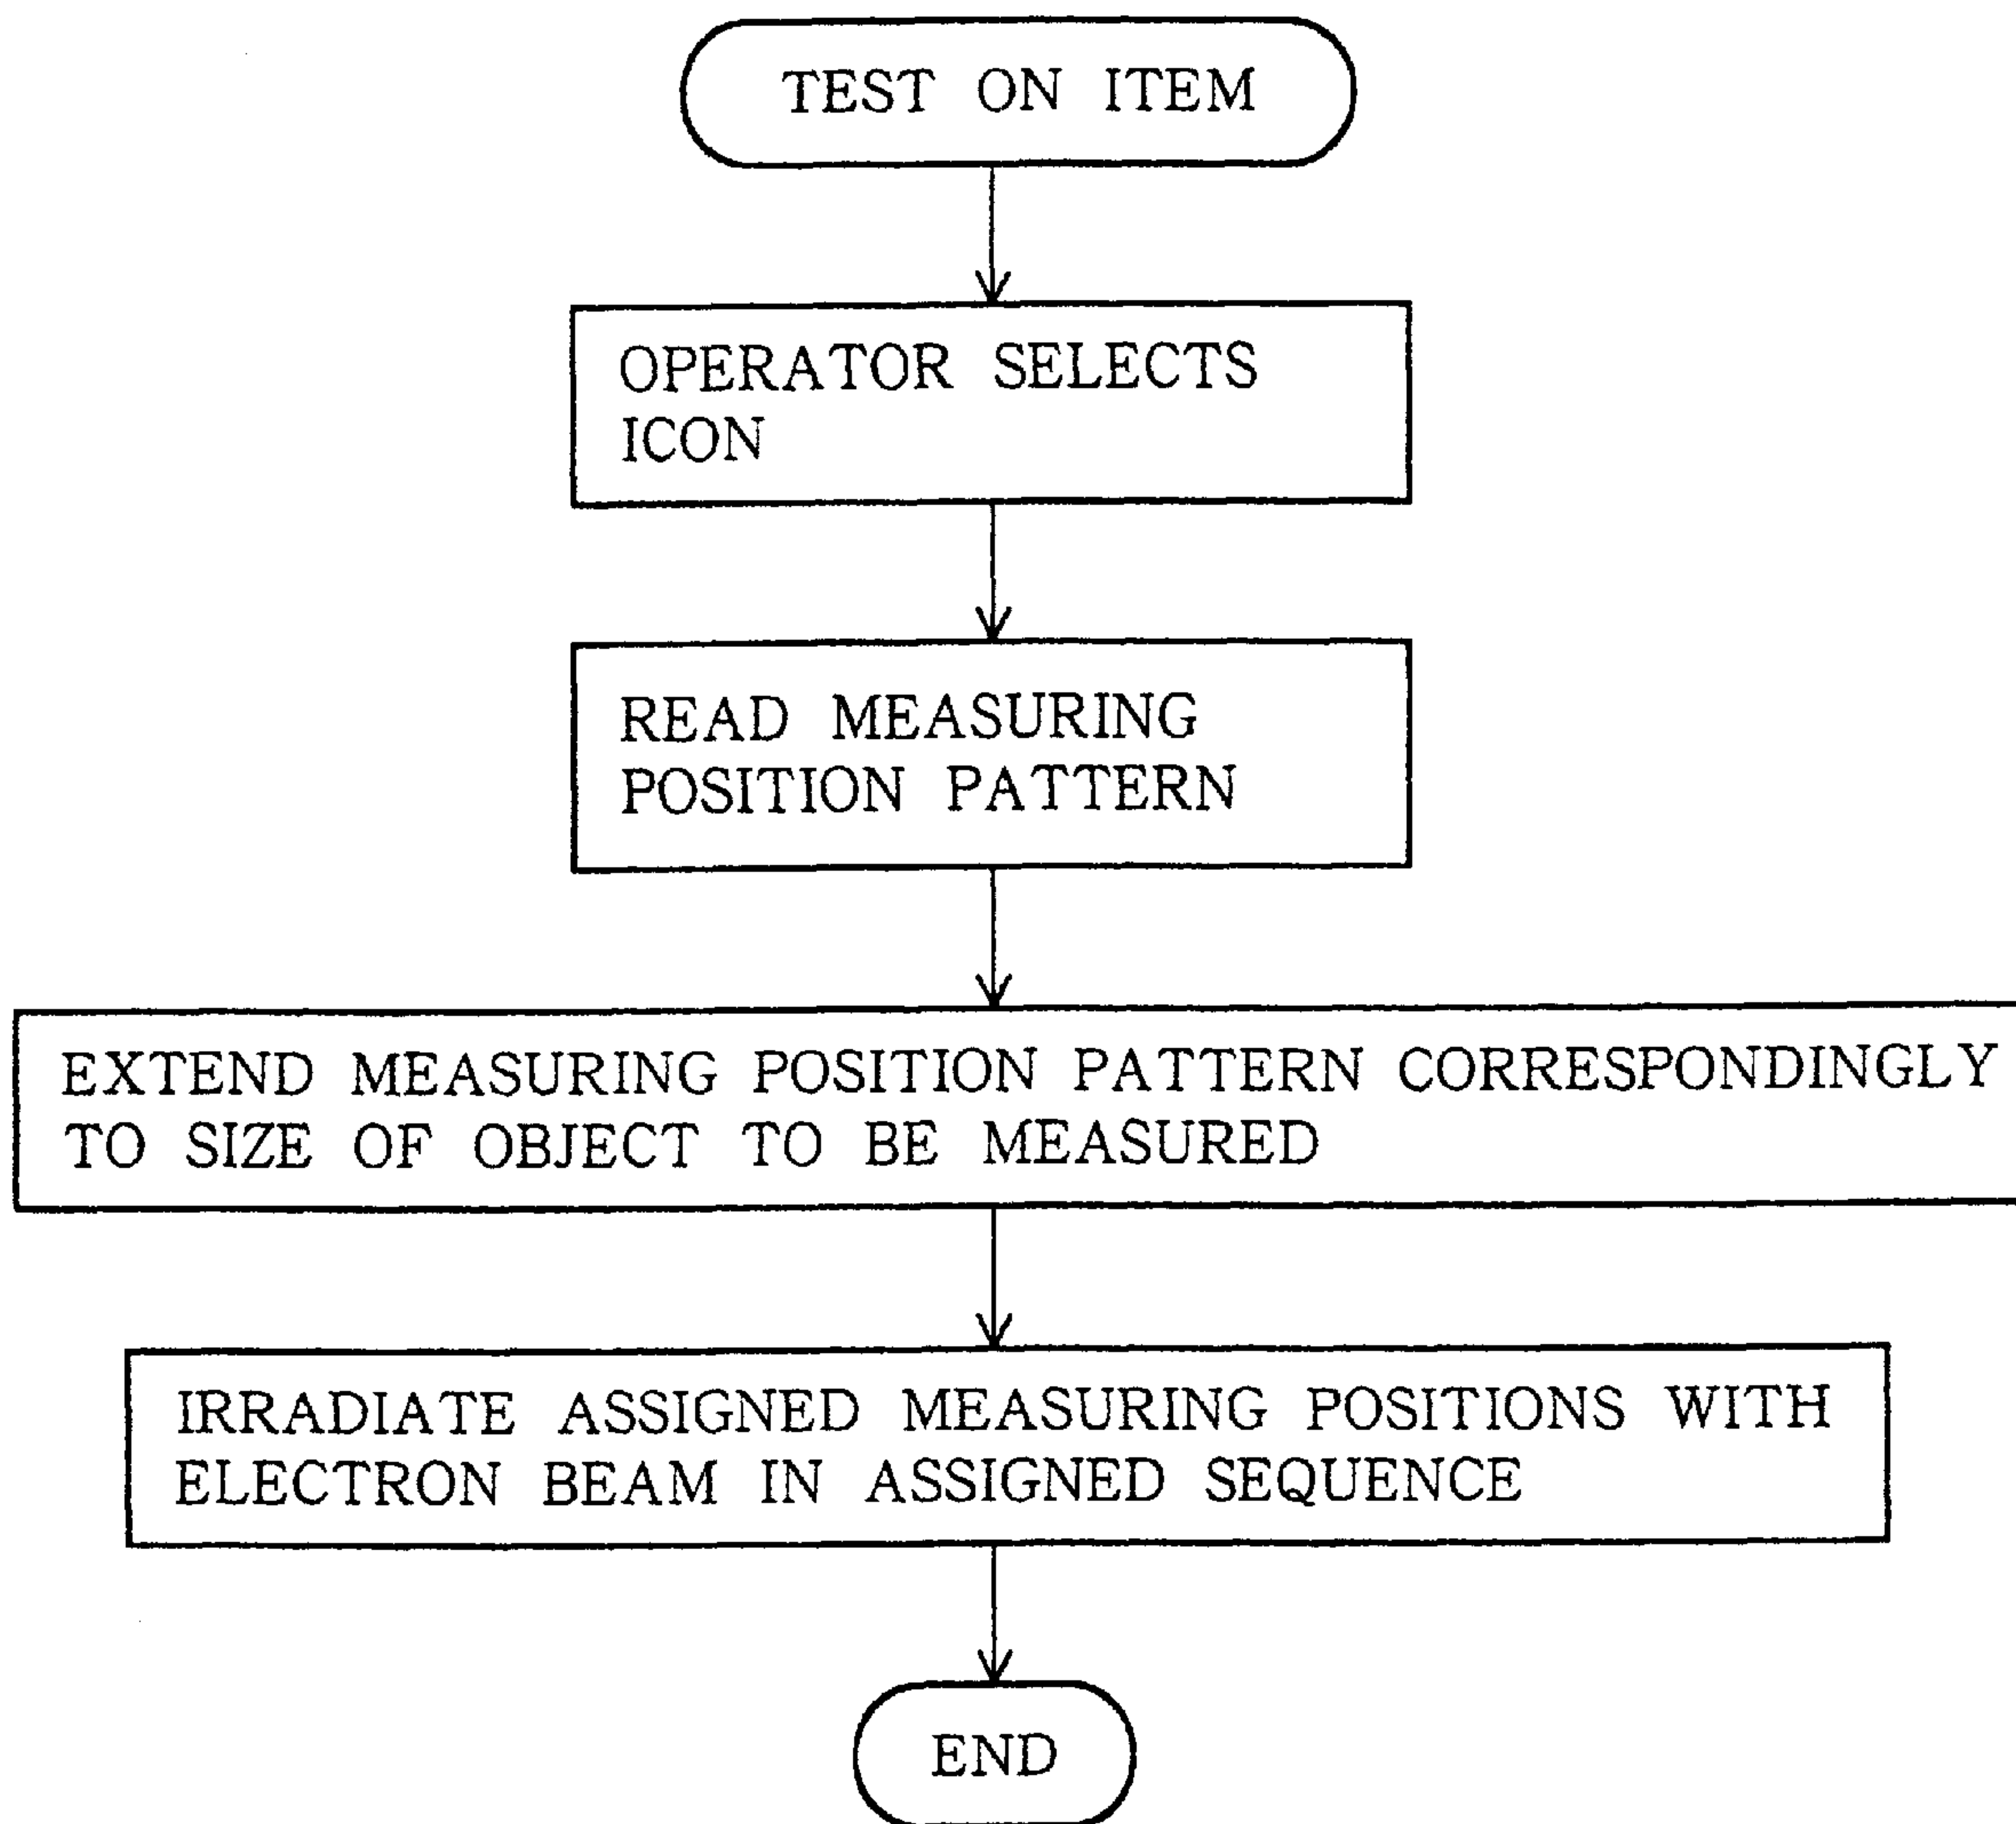 TEST ON ITEM
OPERATOR SELECTS
ICON
READ MEASURING
POSITION PATTERN
EXTEND MEASURING POSITION PATTERN CORRESPONDINGLY
TO SIZE OF OBJECT TO BE MEASURED
IRRADIATE ASSIGNED MEASURING POSITIONS WITH
ELECTRON BEAM IN ASSIGNED SEQUENCE
END